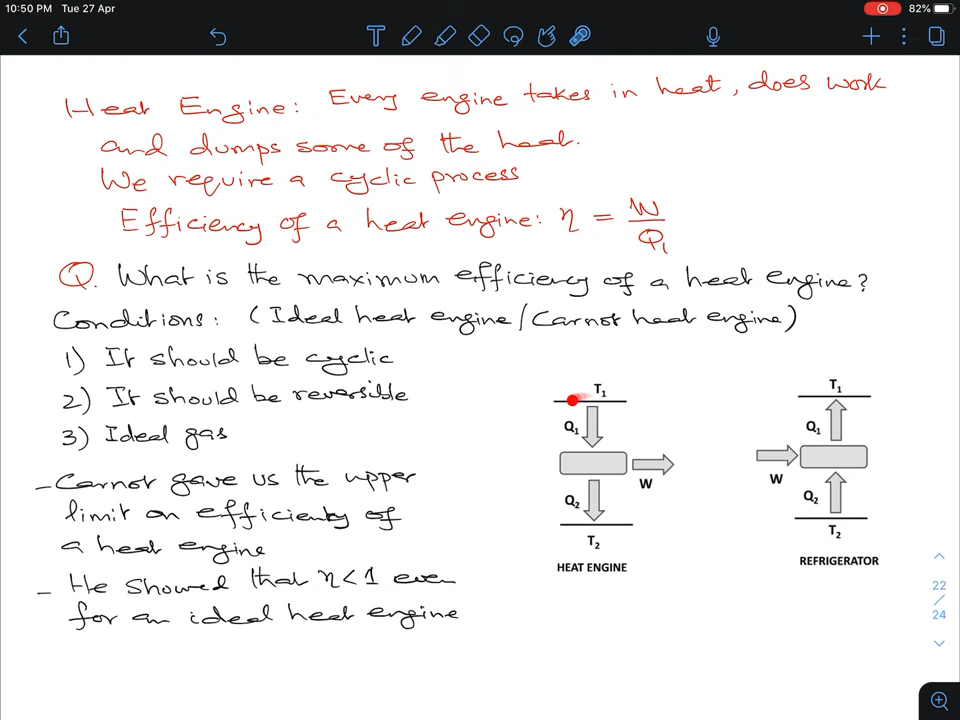 10:50 PM Tue 27 Apr
82%
Heat Engine: Every engine takes in heat, does work
and dumps some of the heat.
We require a cyclic process
Efficiency of a heat engine: η = W/Q₁
Q. What is the maximum efficiency of a heat engine?
Conditions: (Ideal heat engine/Carnot heat engine)
1) It should be cyclic
2) It should be reversible
3) Ideal gas
- Carnot gave us the upper
limit on efficiency of
a heat engine
- He showed that η<1 even
for an ideal heat engine
T₁
Q₁
W
Q₂
T₂
HEAT ENGINE
T₁
Q₁
W
Q₂
T₂
REFRIGERATOR
22
/
24